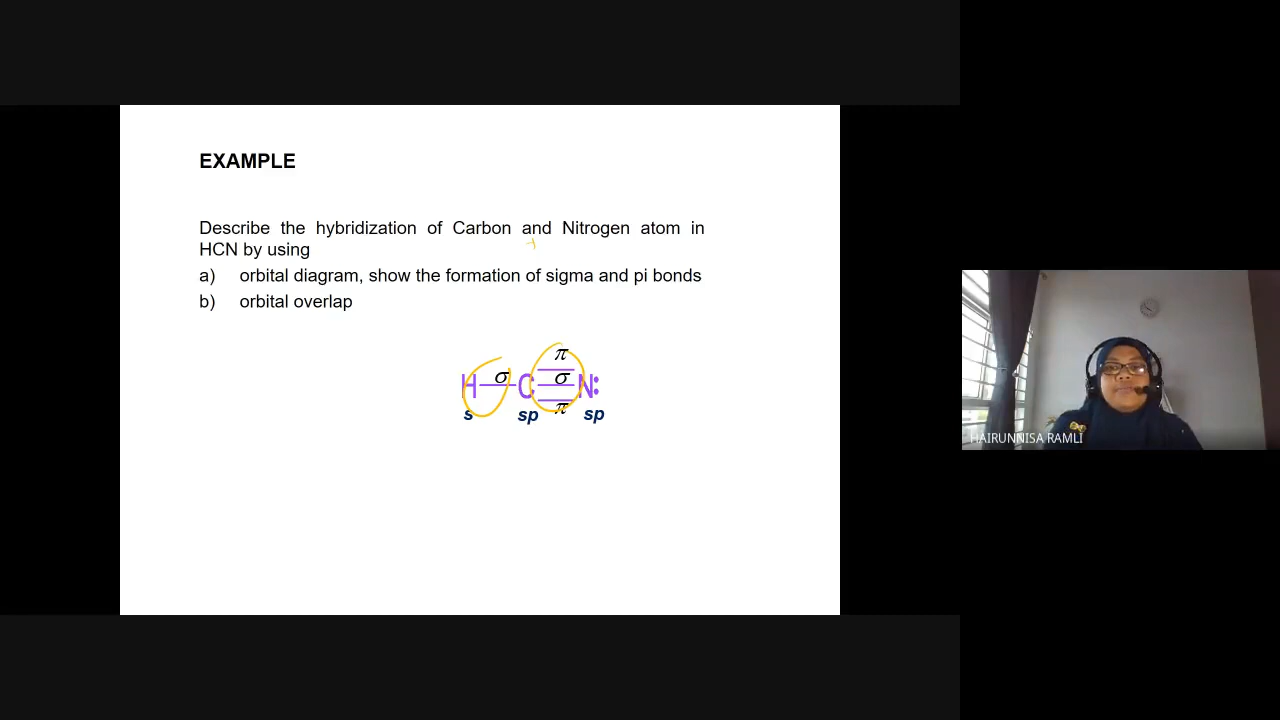 EXAMPLE
Describe the hybridization of Carbon and Nitrogen atom in
HCN by using
a) orbital diagram, show the formation of sigma and pi bonds
b) orbital overlap
π
H σ C σ N:
π
s sp sp
HAIRUNNISA RAMLI